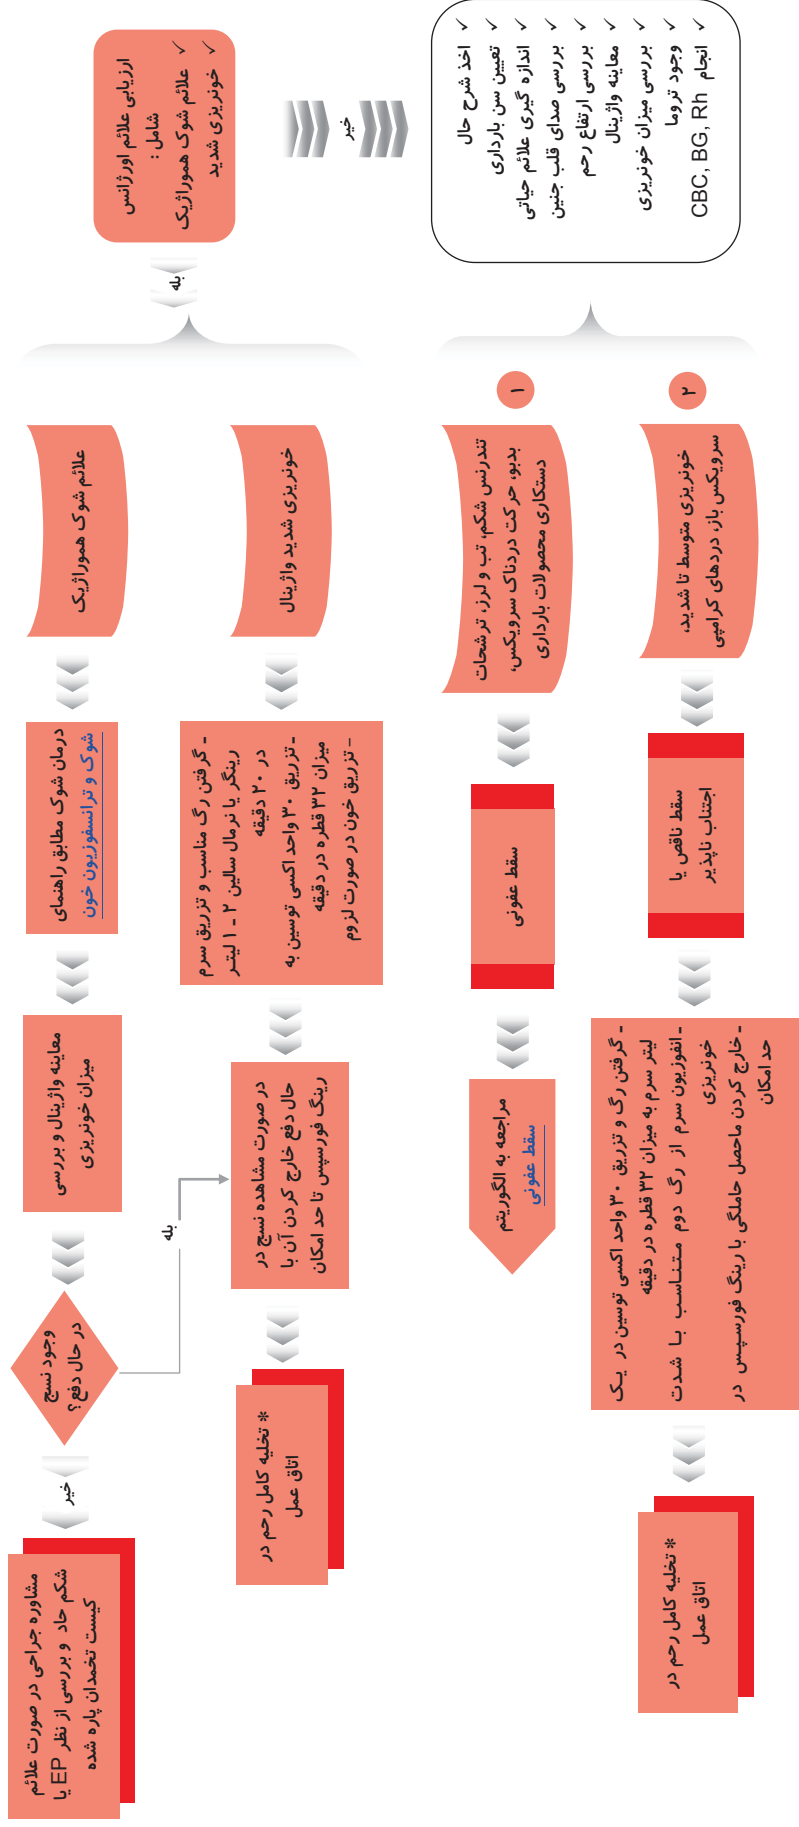 ارزیابی علائم اورژانس
شامل :
✓ علائم شوک هموراژیک
✓ خونریزی شدید
بله
خیر
✓ اخذ شرح حال
✓ تعیین سن بارداری
✓ اندازه گیری علائم حیاتی
✓ بررسی صدای قلب جنین
✓ بررسی ارتفاع رحم
✓ معاینه واژینال
✓ بررسی میزان خونریزی
✓ وجود تروما
✓ انجام
CBC, BG, Rh
علائم شوک هموراژیک
درمان شوک مطابق راهنمای
شوک و ترانسفوزیون خون
معاینه واژینال و بررسی
میزان خونریزی
وجود نسج
در حال دفع؟
خیر
مشاوره جراحی در صورت علائم
شکم حاد و بررسی از نظر EP یا
کیست تخمدان پاره شده
بله
خونریزی شدید واژینال
- گرفتن رگ مناسب و تزریق سرم
رینگر یا نرمال سالین ۲ - ۱ لیتر
در ۲۰ دقیقه
- تزریق ۳۰ واحد اکسی توسین به
میزان ۳۲ قطره در دقیقه
– تزریق خون در صورت لزوم
در صورت مشاهده نسج در
حال دفع خارج کردن آن با
رینگ فورسپس تا حد امکان
* تخلیه کامل رحم در
اتاق عمل
۱
تندرنس شکم، تب و لرز، ترشحات
بدبو، حرکت دردناک سرویکس،
دستکاری محصولات بارداری
سقط عفونی
مراجعه به الگوریتم
سقط عفونی
۲
خونریزی متوسط تا شدید،
سرویکس باز، دردهای کرامپی
سقط ناقص یا
اجتناب ناپذیر
- گرفتن رگ و تزریق ۳۰ واحد اکسی توسین در یک
لیتر سرم به میزان ۳۲ قطره در دقیقه
- انفوزیون سرم از رگ دوم متناسب با شدت
خونریزی
- خارج کردن ماحصل حاملگی با رینگ فورسپس در
حد امکان
* تخلیه کامل رحم در
اتاق عمل